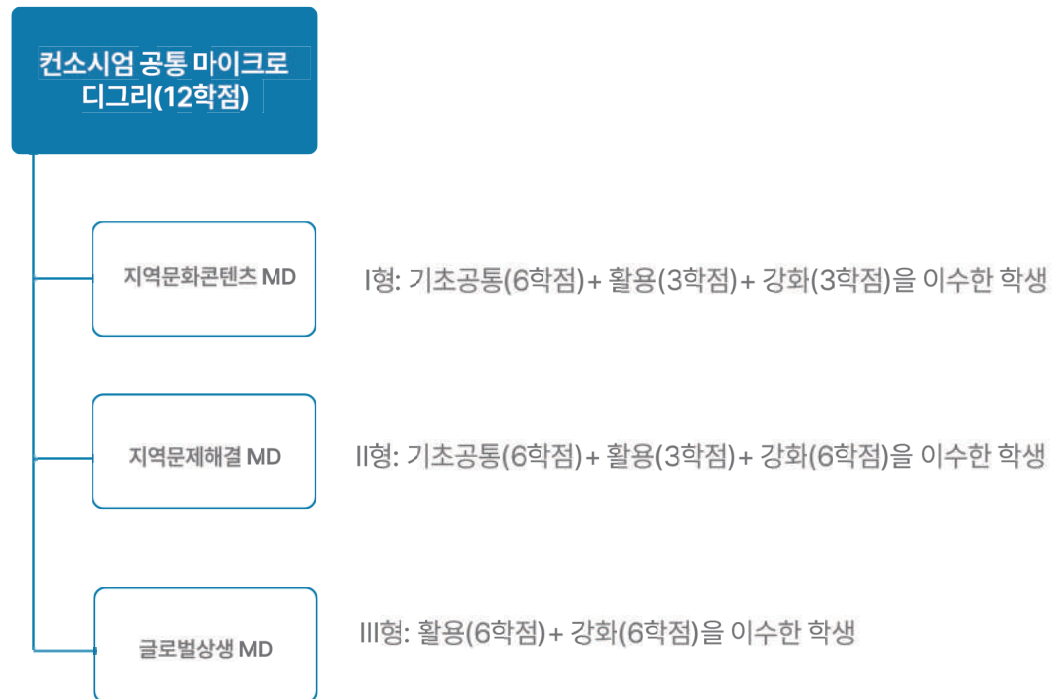 컨소시엄 공통 마이크로
디그리(12학점)
지역문화콘텐츠 MD
I형: 기초공통(6학점)+ 활용(3학점)+ 강화(3학점)을 이수한 학생
지역문제해결 MD
II형: 기초공통(6학점)+ 활용(3학점)+ 강화(6학점)을 이수한 학생
글로벌상생 MD
III형: 활용(6학점)+ 강화(6학점)을 이수한 학생